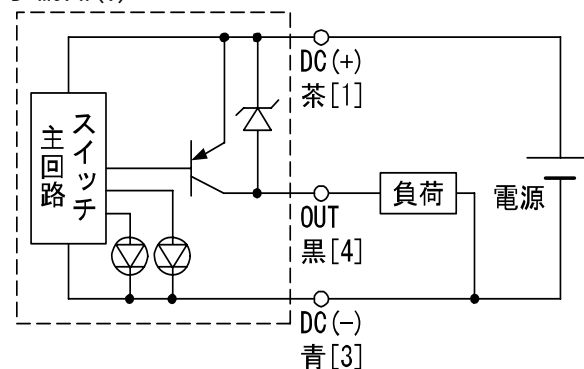 DC(+)
茶[1]
スイッチ
主回路
負荷
電源
OUT
黒[4]
DC(−)
青[3]